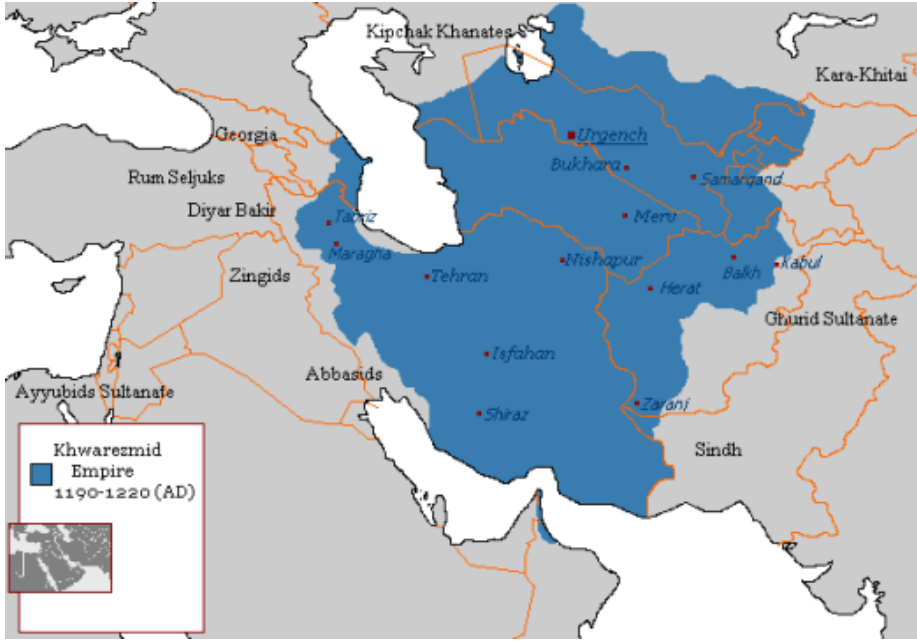 Kipchak Khanates
Kara-Khitai
Georgia
Urgench
Bukhara
Rum Seljuks
Samarqand
Diyar Bakir
Tabriz
Merv
Maragha
Nishapur
Balkh
Kabul
Zingids
Tehran
Herat
Ghurid Sultanate
Isfahan
Abbasids
Ayyubids Sultanate
Zaranj
Shiraz
Sindh
Khwarezmid
Empire
1190-1220 (AD)